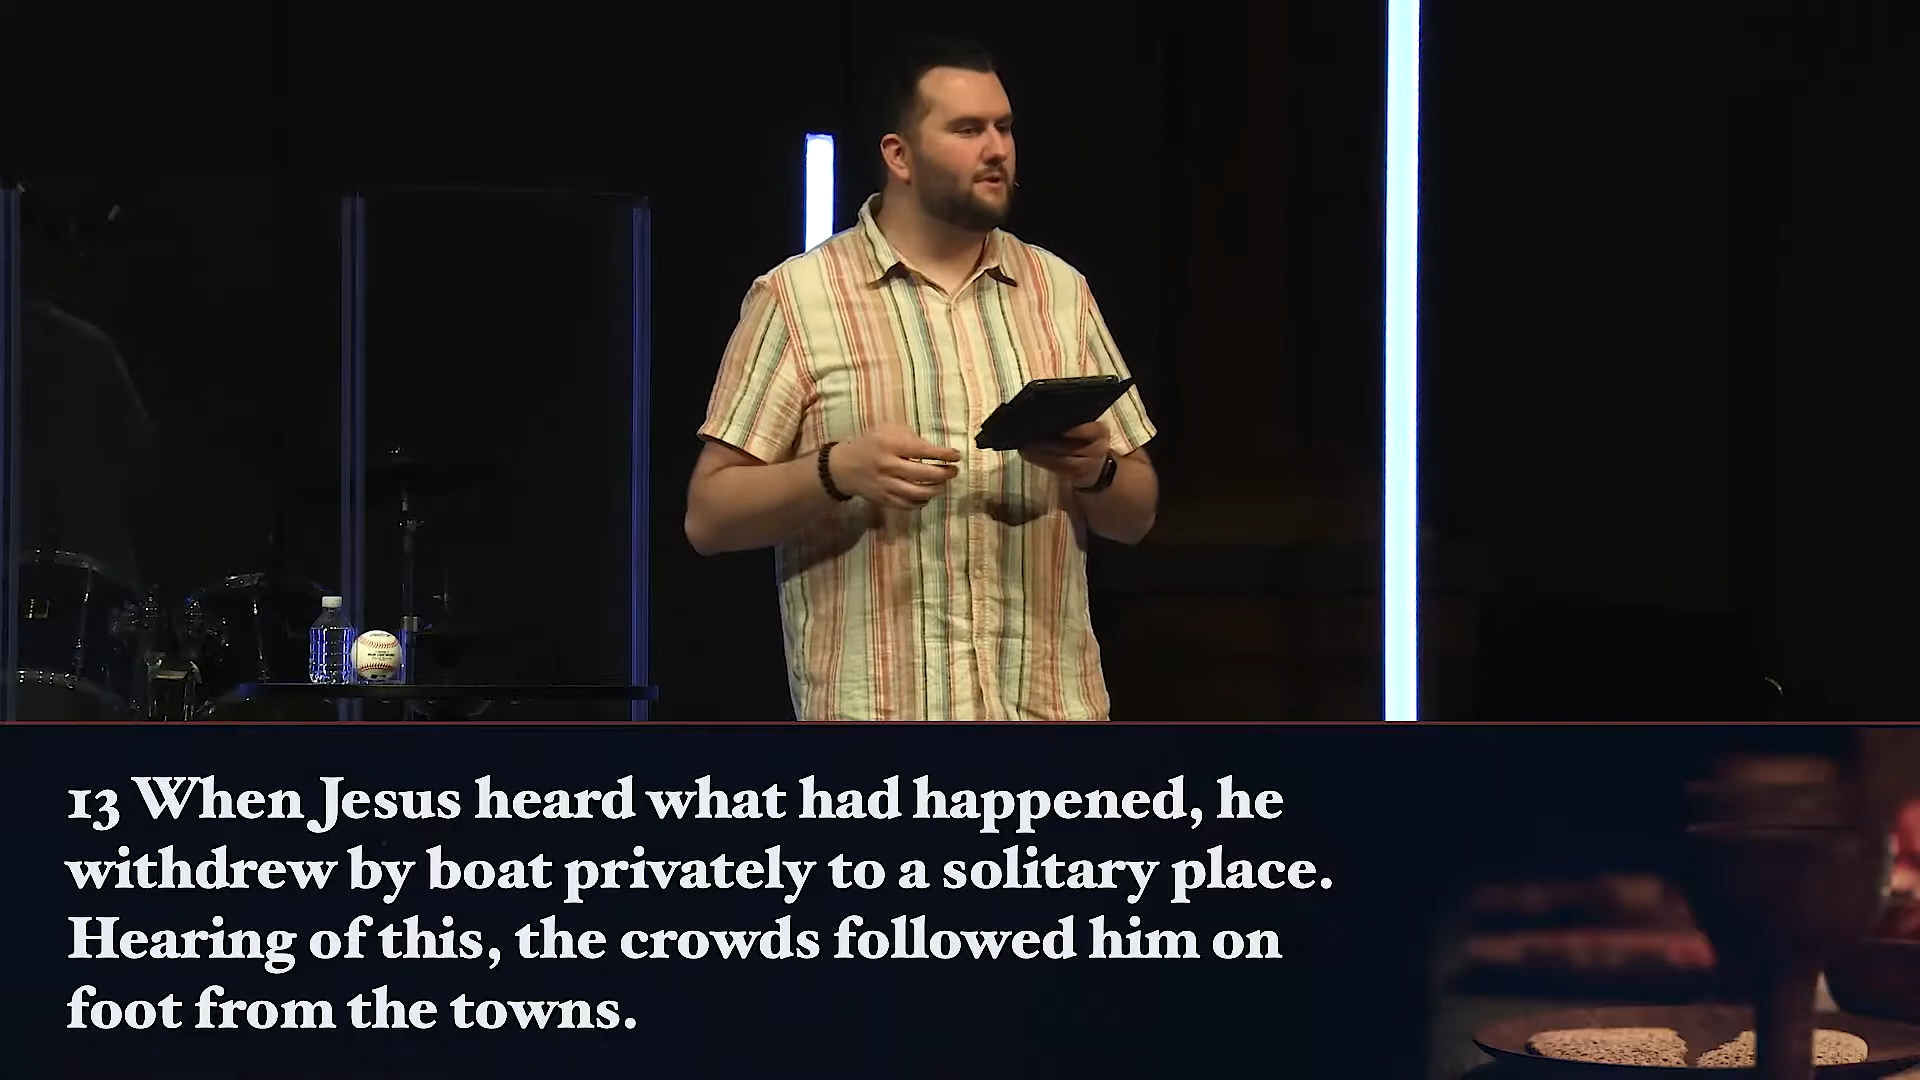 13 When Jesus heard what had happened, he
withdrew by boat privately to a solitary place.
Hearing of this, the crowds followed him on
foot from the towns.